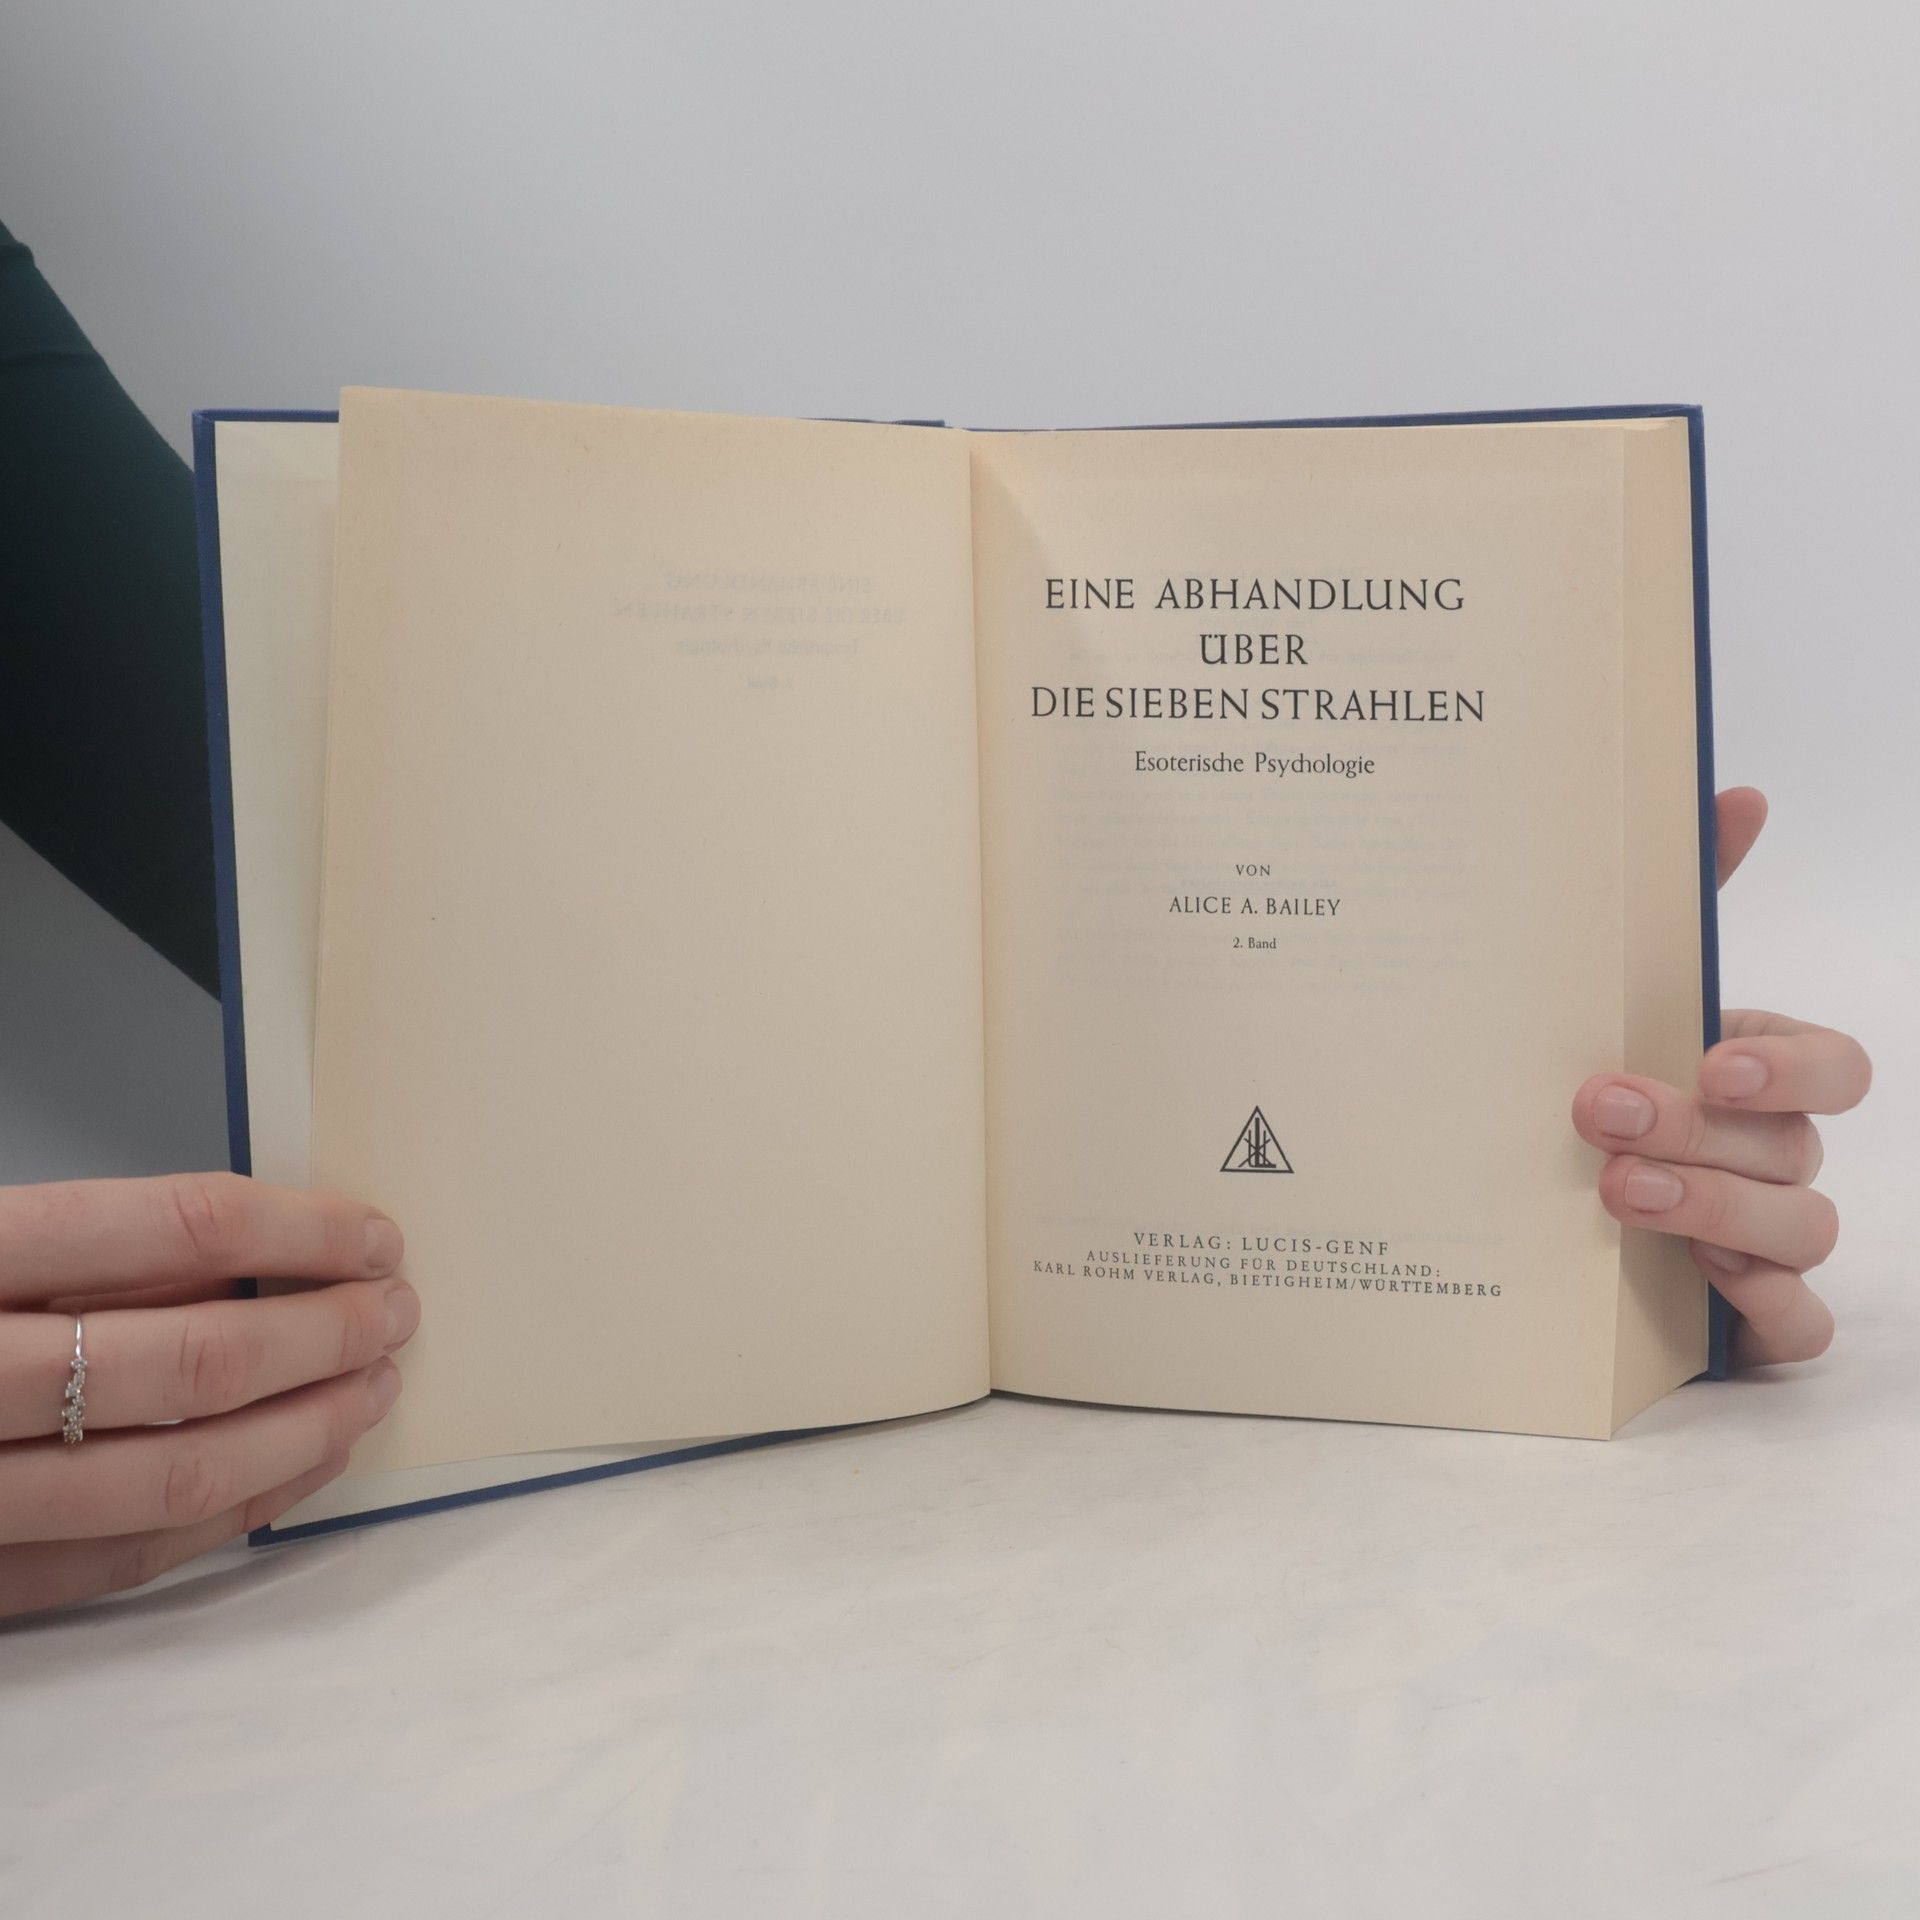 EINE ABHANDLUNG
ÜBER
DIE SIEBEN STRAHLEN
Esoterische Psychologie
VON
ALICE A. BAILEY
2. Band
VERLAG: LUCIS-GENF
AUSLIEFERUNG FÜR DEUTSCHLAND:
KARL ROHM VERLAG, BIETIGHEIM/WÜRTTEMBERG